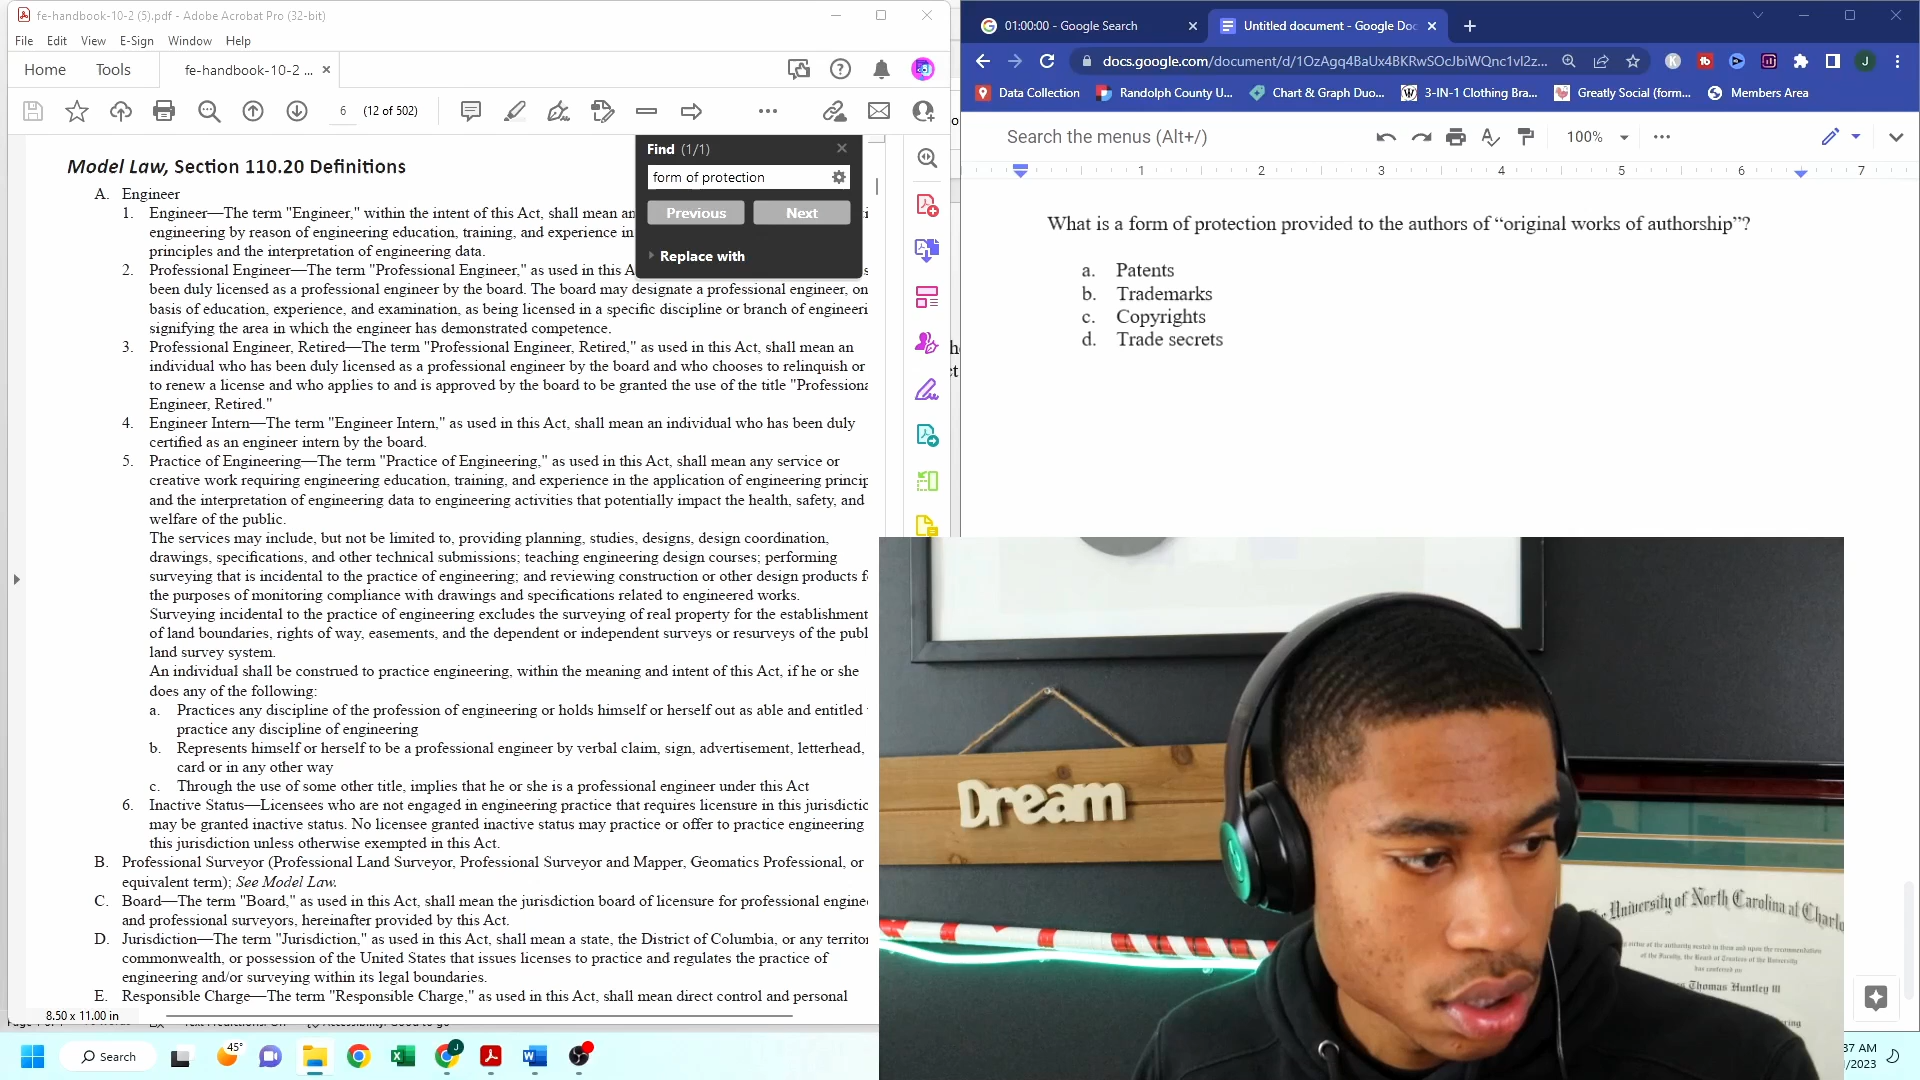 fe-handbook-10-2 (5).pdf - Adobe Acrobat Pro (32-bit)
File Edit View E-Sign Window Help
Home Tools fe-handbook-10-2 ...
6 (12 of 502)
Find (1/1)
form of protection
Previous Next
Replace with
Model Law, Section 110.20 Definitions
A. Engineer
1. Engineer—The term "Engineer," within the intent of this Act, shall mean an
engineering by reason of engineering education, training, and experience in
principles and the interpretation of engineering data.
2. Professional Engineer—The term "Professional Engineer," as used in this A
been duly licensed as a professional engineer by the board. The board may designate a professional engineer, on
basis of education, experience, and examination, as being licensed in a specific discipline or branch of engineeri
signifying the area in which the engineer has demonstrated competence.
3. Professional Engineer, Retired—The term "Professional Engineer, Retired," as used in this Act, shall mean an
individual who has been duly licensed as a professional engineer by the board and who chooses to relinquish or
to renew a license and who applies to and is approved by the board to be granted the use of the title "Professiona
Engineer, Retired."
4. Engineer Intern—The term "Engineer Intern," as used in this Act, shall mean an individual who has been duly
certified as an engineer intern by the board.
5. Practice of Engineering—The term "Practice of Engineering," as used in this Act, shall mean any service or
creative work requiring engineering education, training, and experience in the application of engineering princip
and the interpretation of engineering data to engineering activities that potentially impact the health, safety, and
welfare of the public.
The services may include, but not be limited to, providing planning, studies, designs, design coordination,
drawings, specifications, and other technical submissions; teaching engineering design courses; performing
surveying that is incidental to the practice of engineering; and reviewing construction or other design products f
the purposes of monitoring compliance with drawings and specifications related to engineered works.
Surveying incidental to the practice of engineering excludes the surveying of real property for the establishment
of land boundaries, rights of way, easements, and the dependent or independent surveys or resurveys of the publ
land survey system.
An individual shall be construed to practice engineering, within the meaning and intent of this Act, if he or she
does any of the following:
a. Practices any discipline of the profession of engineering or holds himself or herself out as able and entitled
practice any discipline of engineering
b. Represents himself or herself to be a professional engineer by verbal claim, sign, advertisement, letterhead,
card or in any other way
c. Through the use of some other title, implies that he or she is a professional engineer under this Act
6. Inactive Status—Licensees who are not engaged in engineering practice that requires licensure in this jurisdictio
may be granted inactive status. No licensee granted inactive status may practice or offer to practice engineering
this jurisdiction unless otherwise exempted in this Act.
B. Professional Surveyor (Professional Land Surveyor, Professional Surveyor and Mapper, Geomatics Professional, or
equivalent term); See Model Law.
C. Board—The term "Board," as used in this Act, shall mean the jurisdiction board of licensure for professional engine
and professional surveyors, hereinafter provided by this Act.
D. Jurisdiction—The term "Jurisdiction," as used in this Act, shall mean a state, the District of Columbia, or any territor
commonwealth, or possession of the United States that issues licenses to practice and regulates the practice of
engineering and/or surveying within its legal boundaries.
E. Responsible Charge—The term "Responsible Charge," as used in this Act, shall mean direct control and personal
8.50 x 11.00 in
Search
45°
01:00:00 - Google Search Untitled document - Google Doc
docs.google.com/document/d/1OzAgq4BaUx4BKRwSOcJbiWQnc1vl2z...
Data Collection Randolph County U... Chart & Graph Duo... 3-IN-1 Clothing Bra... Greatly Social (form... Members Area
Search the menus (Alt+/) 100%
1 2 3 4 5 6 7
What is a form of protection provided to the authors of “original works of authorship”?
a. Patents
b. Trademarks
c. Copyrights
d. Trade secrets
Dream
University of North Carolina at Charlo
Thomas Huntley III
37 AM
/2023